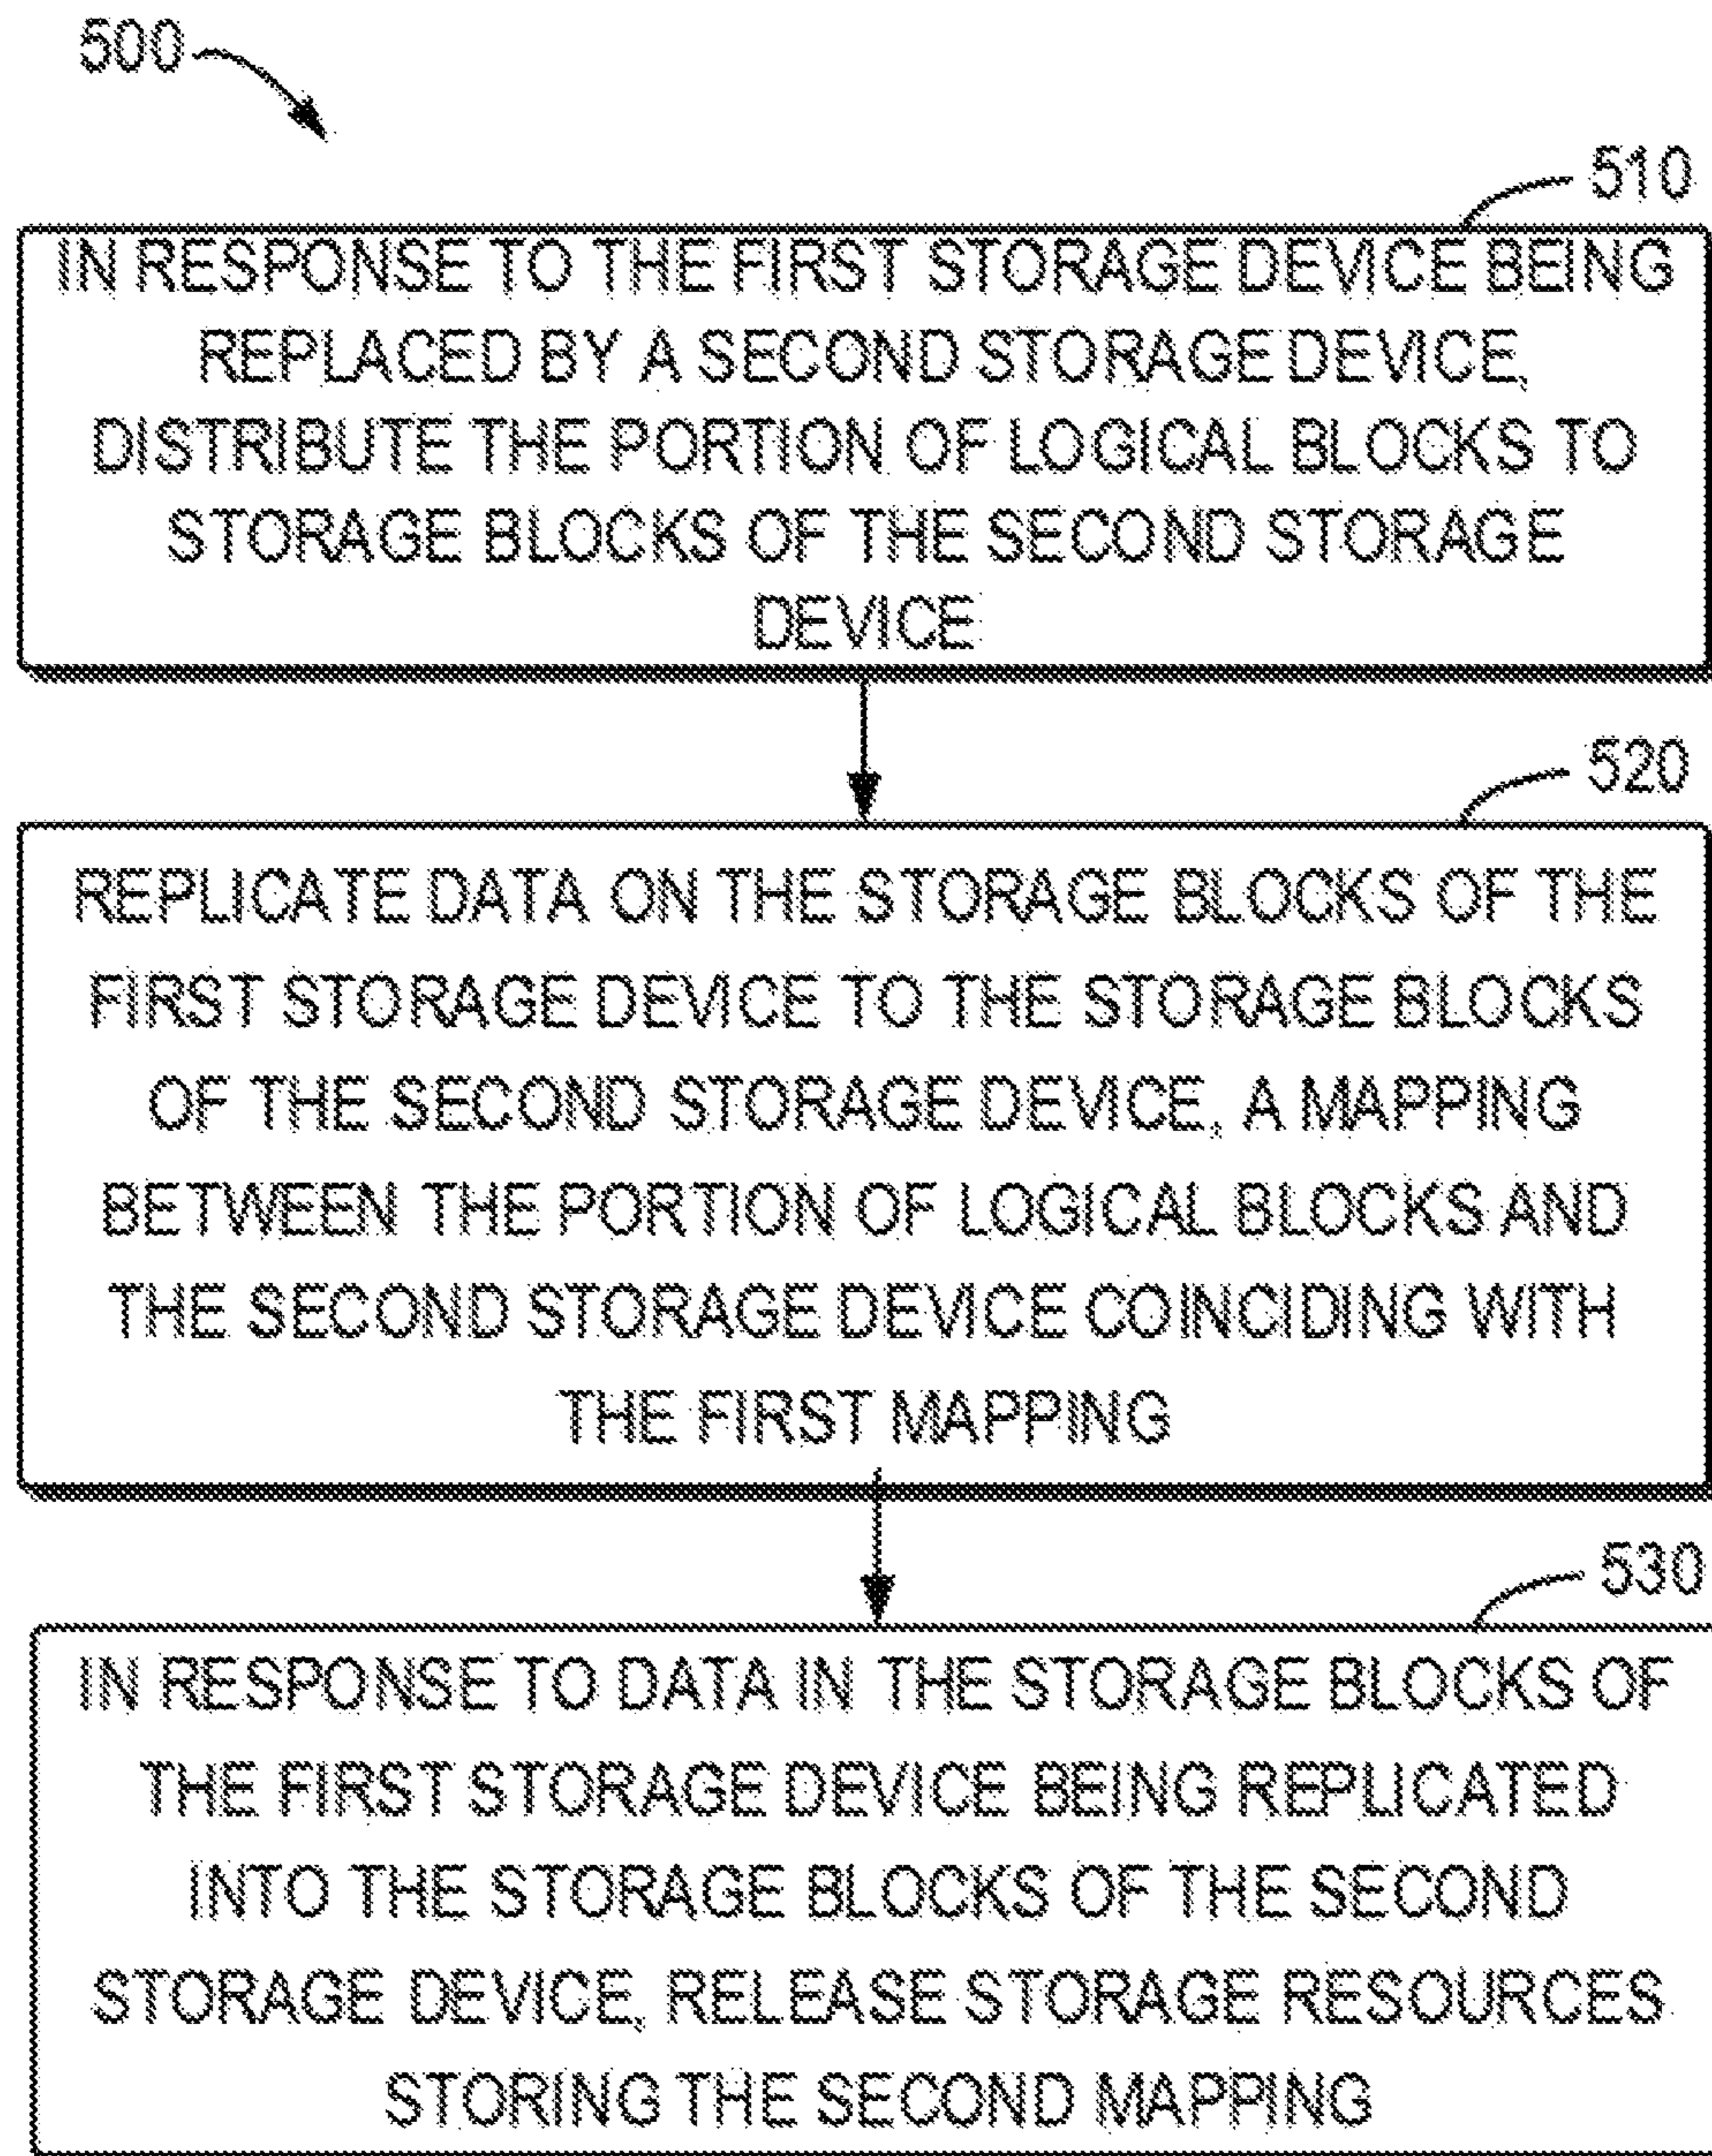 500
510
IN RESPONSE TO THE FIRST STORAGE DEVICE BEING
REPLACED BY A SECOND STORAGE DEVICE,
DISTRIBUTE THE PORTION OF LOGICAL BLOCKS TO
STORAGE BLOCKS OF THE SECOND STORAGE
DEVICE
520
REPLICATE DATA ON THE STORAGE BLOCKS OF THE
FIRST STORAGE DEVICE TO THE STORAGE BLOCKS
OF THE SECOND STORAGE DEVICE, A MAPPING
BETWEEN THE PORTION OF LOGICAL BLOCKS AND
THE SECOND STORAGE DEVICE COINCIDING WITH
THE FIRST MAPPING
530
IN RESPONSE TO DATA IN THE STORAGE BLOCKS OF
THE FIRST STORAGE DEVICE BEING REPLICATED
INTO THE STORAGE BLOCKS OF THE SECOND
STORAGE DEVICE, RELEASE STORAGE RESOURCES
STORING THE SECOND MAPPING